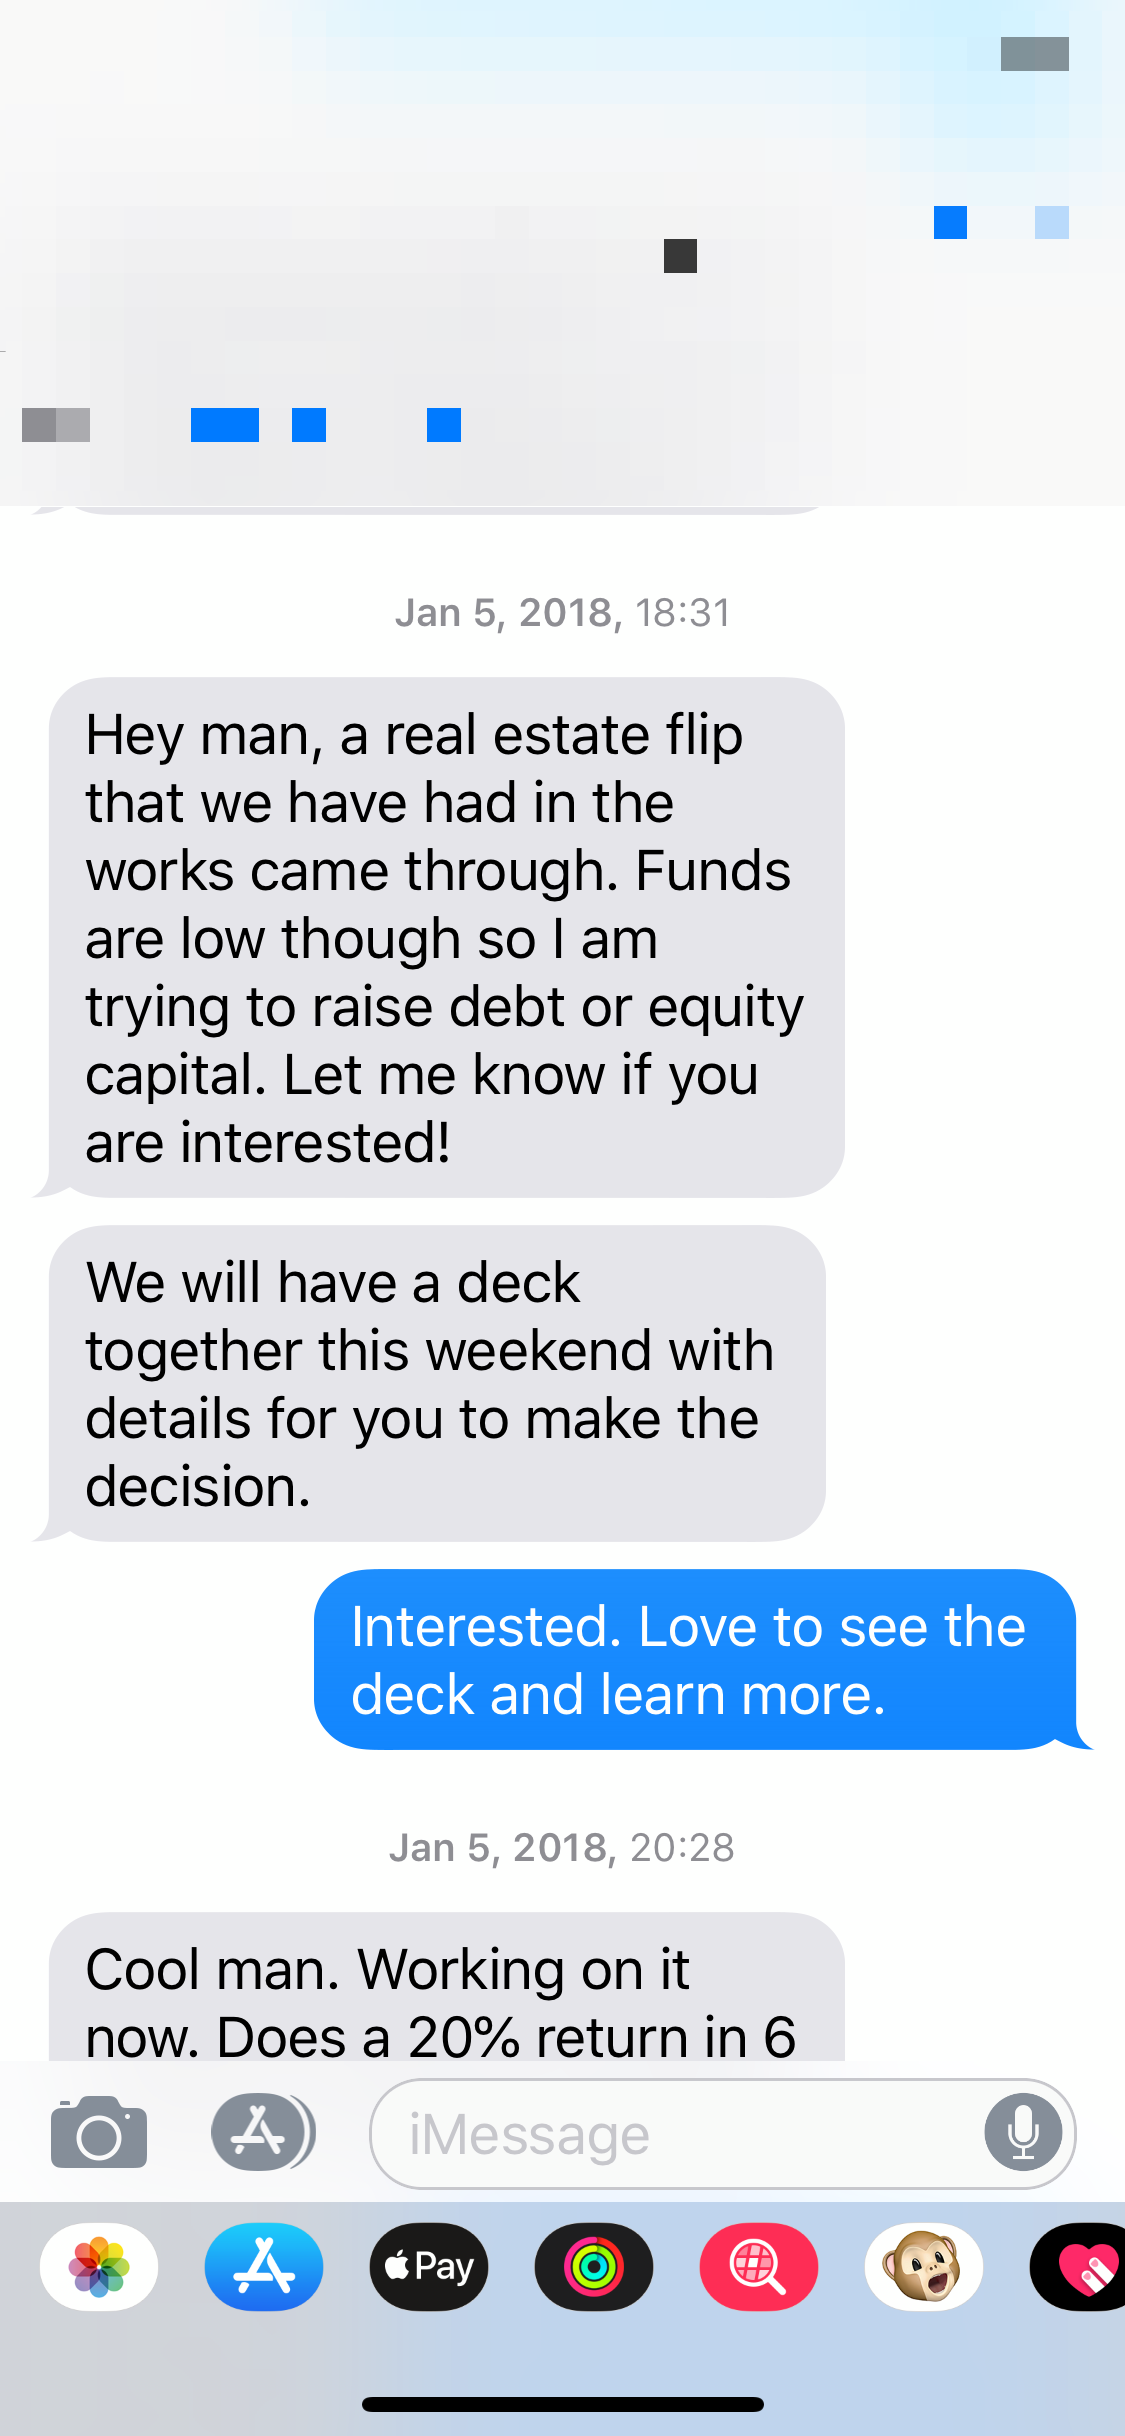 Jan 5, 2018, 18:31
Hey man, a real estate flip
that we have had in the
works came through. Funds
are low though so I am
trying to raise debt or equity
capital. Let me know if you
are interested!
We will have a deck
together this weekend with
details for you to make the
decision.
Interested. Love to see the
deck and learn more.
Jan 5, 2018, 20:28
Cool man. Working on it
now. Does a 20% return in 6
iMessage
Pay